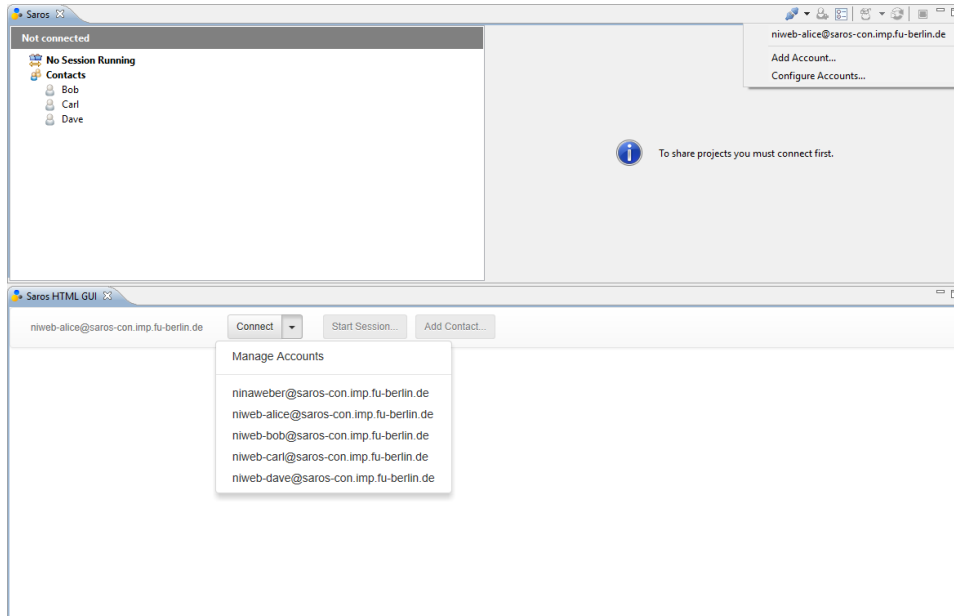 Saros
Not connected
No Session Running
Contacts
Bob
Carl
Dave
niweb-alice@saros-con.imp.fu-berlin.de
Add Account...
Configure Accounts...
To share projects you must connect first.
Saros HTML GUI
niweb-alice@saros-con.imp.fu-berlin.de
Connect
Start Session...
Add Contact...
Manage Accounts
ninaweber@saros-con.imp.fu-berlin.de
niweb-alice@saros-con.imp.fu-berlin.de
niweb-bob@saros-con.imp.fu-berlin.de
niweb-carl@saros-con.imp.fu-berlin.de
niweb-dave@saros-con.imp.fu-berlin.de